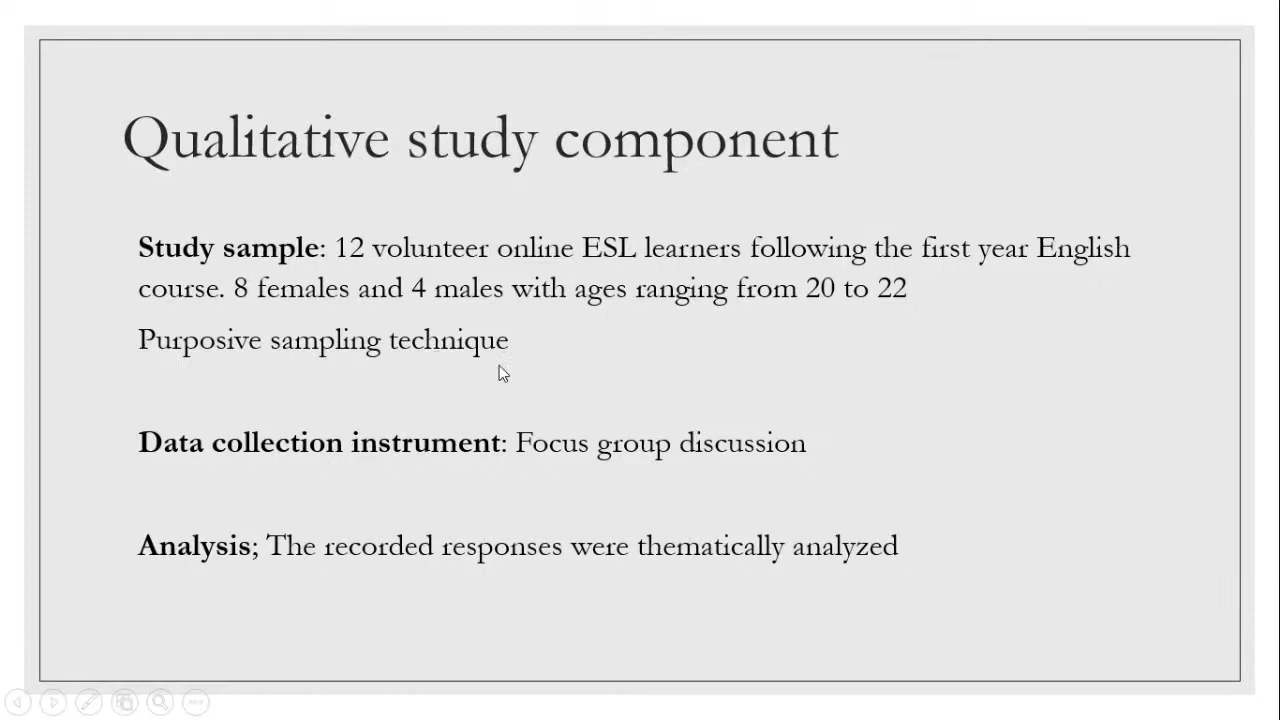 Qualitative study component
Study sample: 12 volunteer online ESL learners following the first year English
course. 8 females and 4 males with ages ranging from 20 to 22
Purposive sampling technique
Data collection instrument: Focus group discussion
Analysis; The recorded responses were thematically analyzed